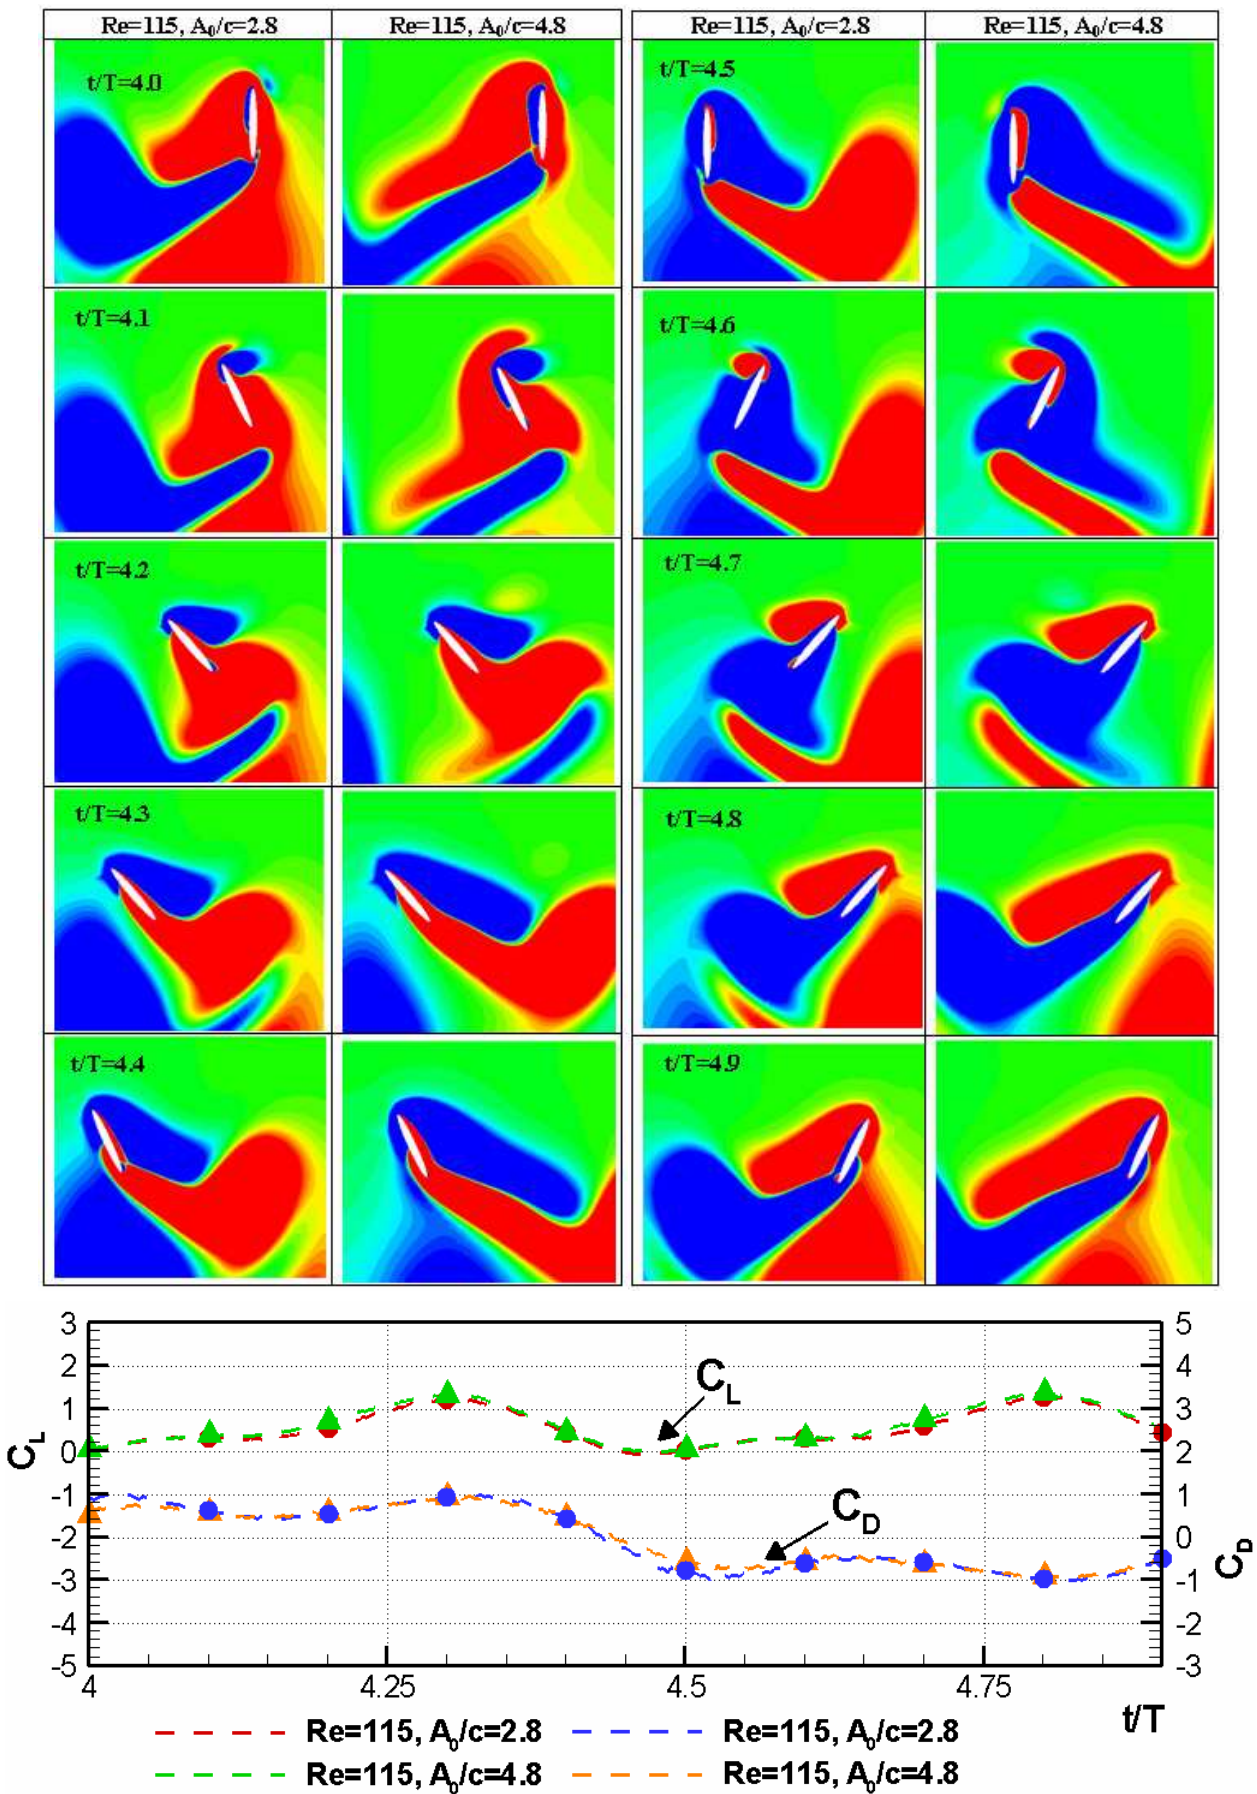 Re=115, A₀/c=2.8 Re=115, A₀/c=4.8 Re=115, A₀/c=2.8 Re=115, A₀/c=4.8
t/T=4.0 t/T=4.5
t/T=4.1 t/T=4.6
t/T=4.2 t/T=4.7
t/T=4.3 t/T=4.8
t/T=4.4 t/T=4.9
3 5
2 4
1 3
0 2
-1 1
-2 0
-3 -1
-4 -2
-5 -3
C_L
C_L
C_D
C_D
4 4.25 4.5 4.75
t/T
Re=115, A₀/c=2.8 Re=115, A₀/c=2.8
Re=115, A₀/c=4.8 Re=115, A₀/c=4.8